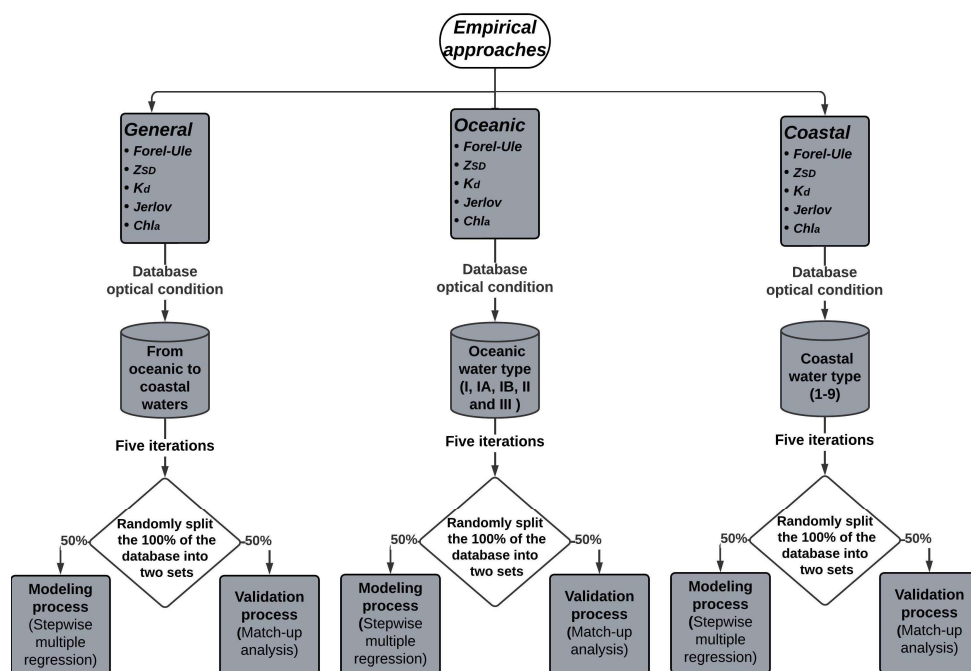 Empirical
approaches
General
• Forel-Ule
• ZSD
• Kd
• Jerlov
• Chla
Database
optical condition
From
oceanic to
coastal
waters
Five iterations
Randomly split
the 100% of the
database into
two sets
50%
50%
Modeling
process
(Stepwise
multiple
regression)
Validation
process
(Match-up
analysis)
Oceanic
• Forel-Ule
• ZSD
• Kd
• Jerlov
• Chla
Database
optical condition
Oceanic
water type
(I, IA, IB, II
and III )
Five iterations
Randomly split
the 100% of the
database into
two sets
50%
50%
Modeling
process
(Stepwise
multiple
regression)
Validation
process
(Match-up
analysis)
Coastal
• Forel-Ule
• ZSD
• Kd
• Jerlov
• Chla
Database
optical condition
Coastal
water type
(1-9)
Five iterations
Randomly split
the 100% of the
database into
two sets
50%
50%
Modeling
process
(Stepwise
multiple
regression)
Validation
process
(Match-up
analysis)